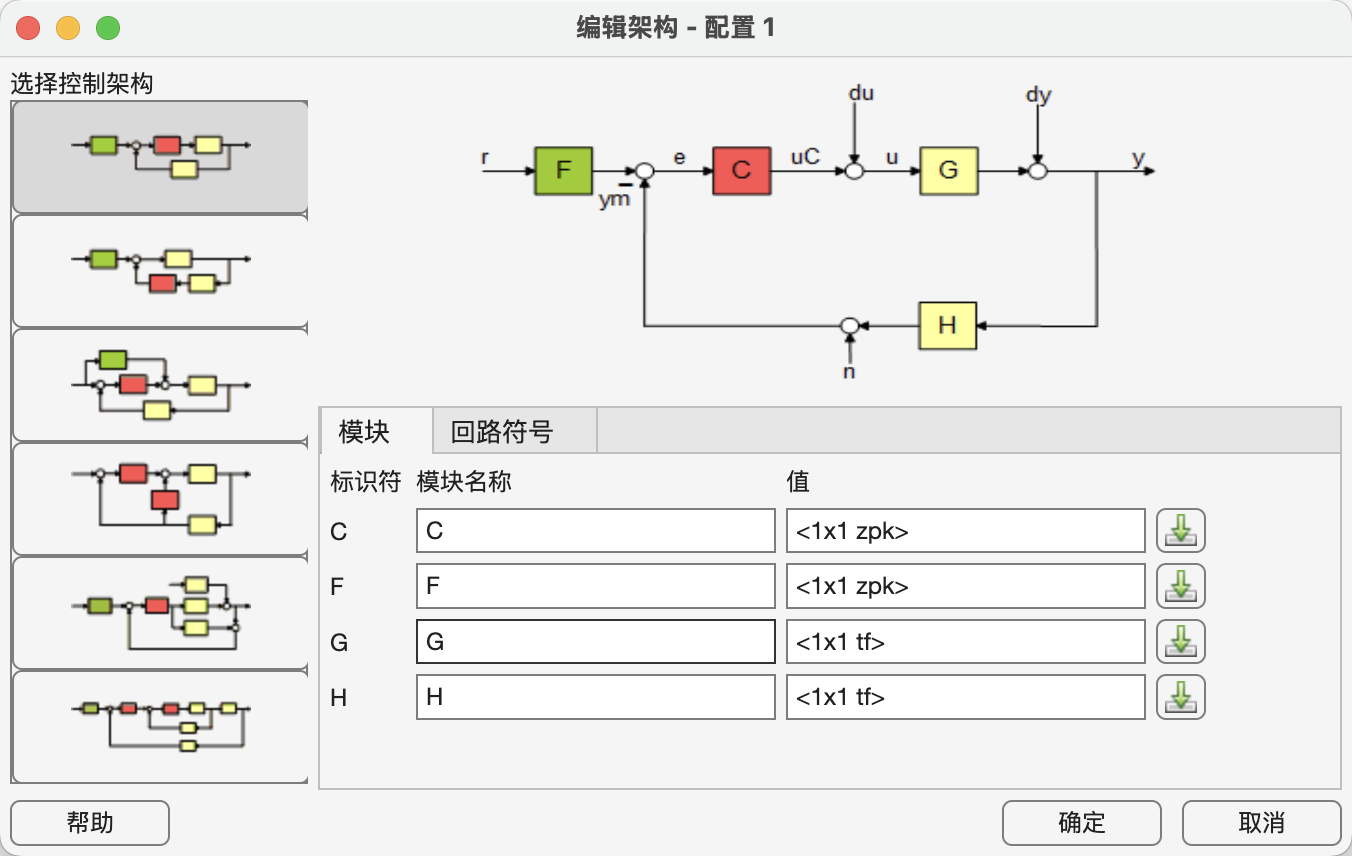 编辑架构 - 配置 1
选择控制架构
du
dy
r
F
e
C
uC
u
G
y
ym
H
n
模块
回路符号
标识符 模块名称 值
C C <1x1 zpk>
F F <1x1 zpk>
G G <1x1 tf>
H H <1x1 tf>
帮助
确定
取消